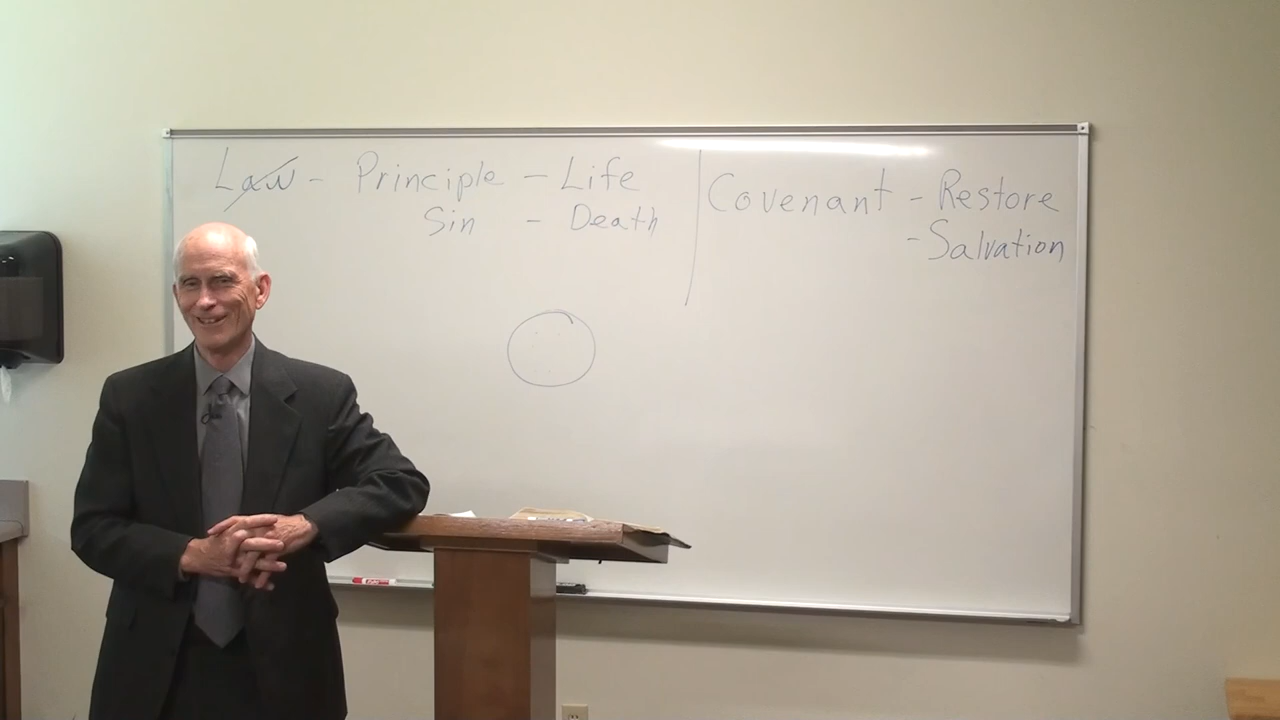 Law - Principle - Life
Sin - Death
Covenant - Restore
- Salvation